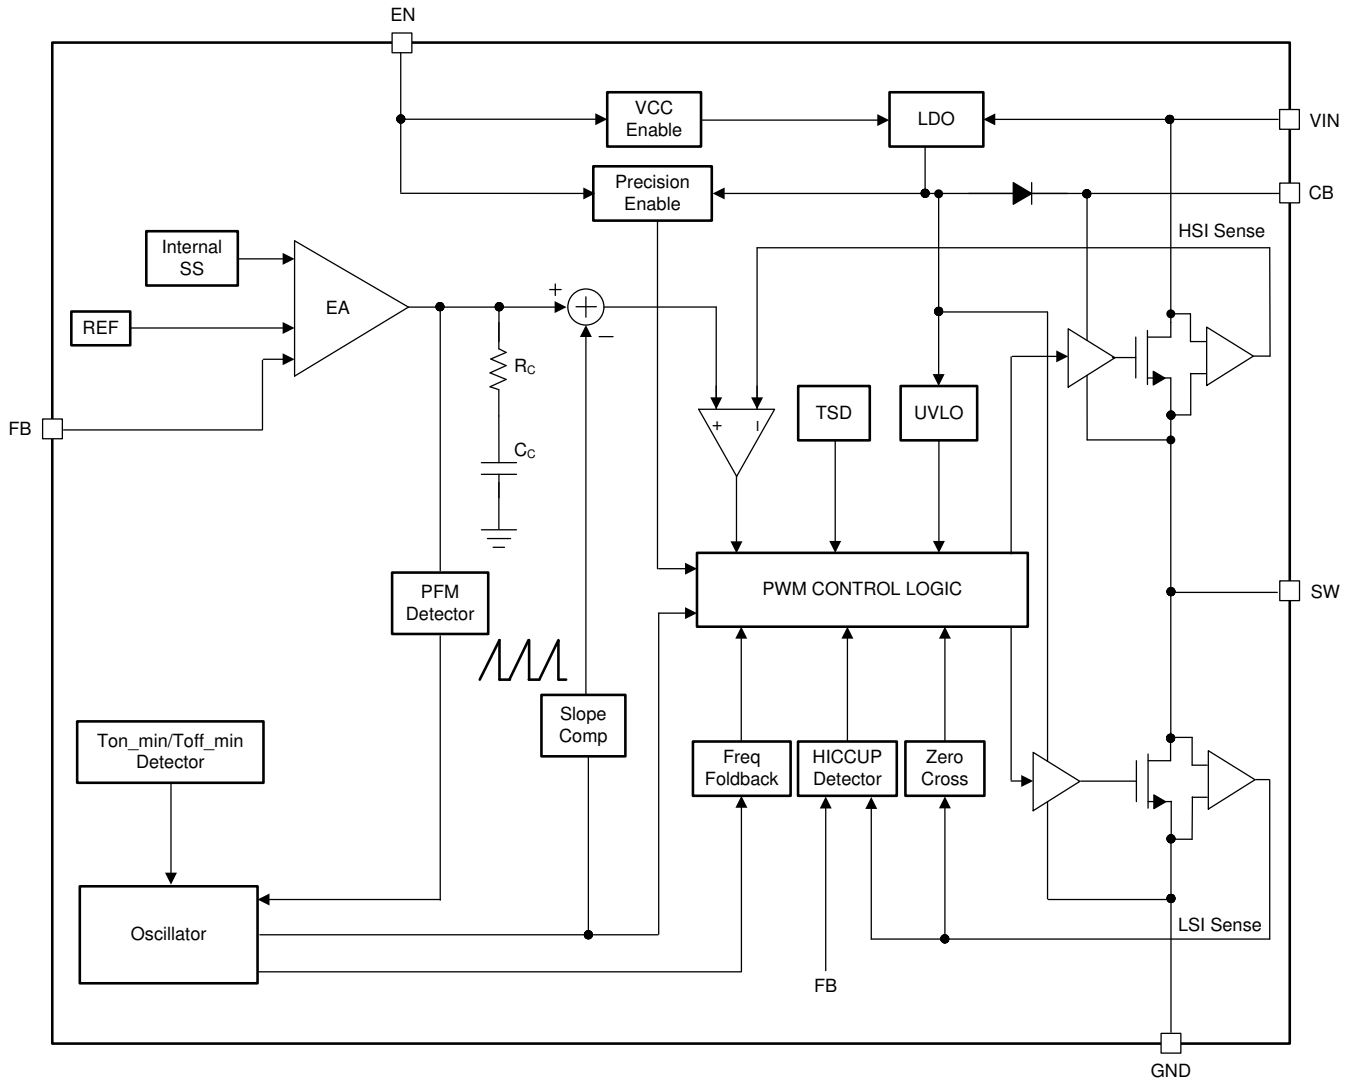 EN
VCC
Enable
LDO
VIN
Precision
Enable
CB
HSI Sense
Internal
SS
EA
+
+
REF
−
RC
FB
TSD
UVLO
+
−
CC
PWM CONTROL LOGIC
SW
PFM
Detector
Slope
Comp
Ton_min/Toff_min
Detector
Freq
Foldback
HICCUP
Detector
Zero
Cross
Oscillator
LSI Sense
FB
GND